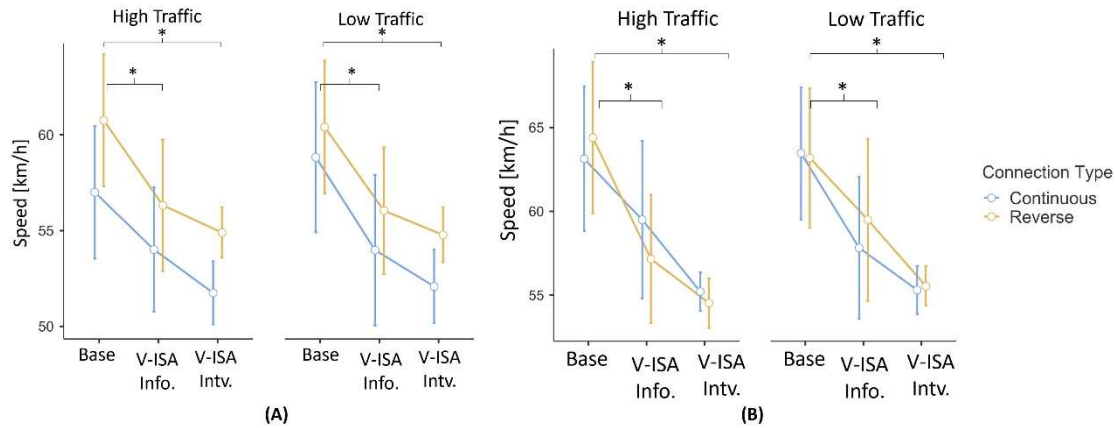 High Traffic
Low Traffic
*
*
*
*
Speed [km/h]
60
55
50
Base
V-ISA
Info.
V-ISA
Intv.
Base
V-ISA
Info.
V-ISA
Intv.
(A)
High Traffic
Low Traffic
*
*
*
*
Speed [km/h]
65
60
55
Base
V-ISA
Info.
V-ISA
Intv.
Base
V-ISA
Info.
V-ISA
Intv.
(B)
Connection Type
Continuous
Reverse